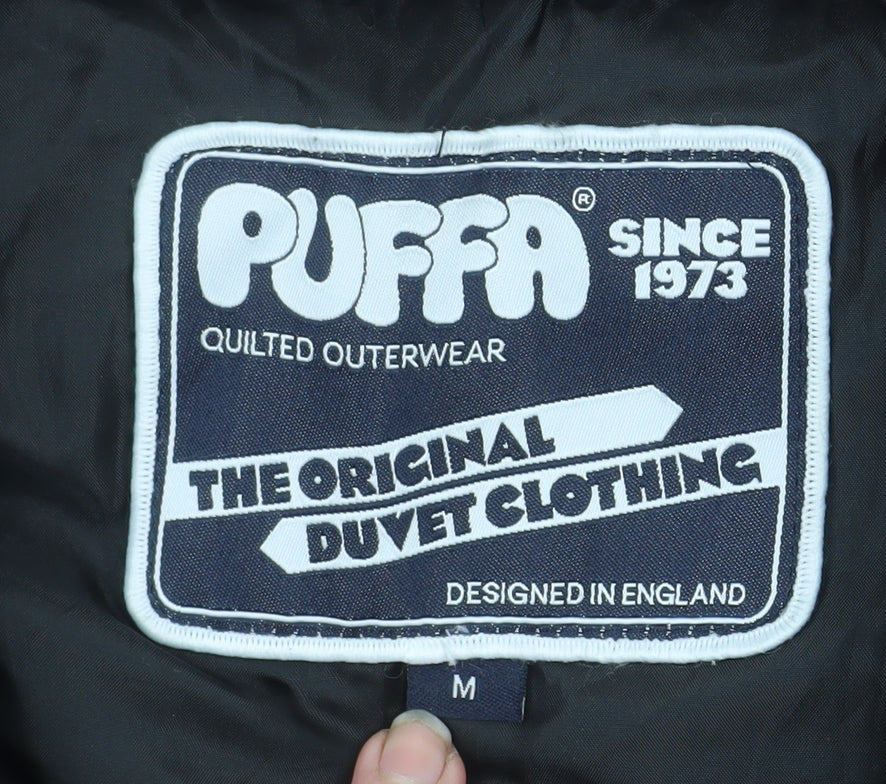 PUFFA®
SINCE
1973
QUILTED OUTERWEAR
THE ORIGINAL
DUVET CLOTHING
DESIGNED IN ENGLAND
M